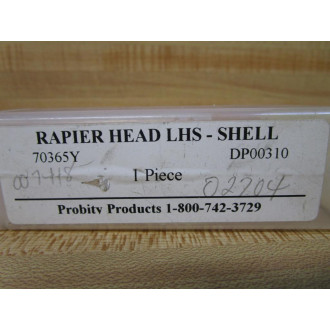 RAPIER HEAD LHS - SHELL
70365Y DP00310
1 Piece 02204
Probity Products 1-800-742-3729